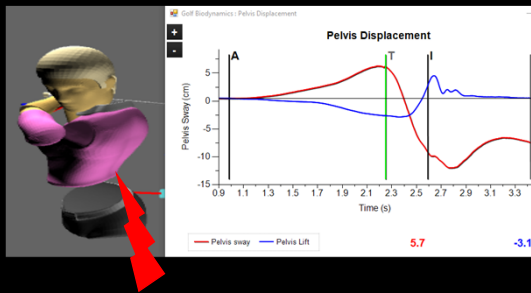 Golf Biodynamics : Pelvis Displacement
+
-
Pelvis Displacement
A
T
I
Pelvis Sway (cm)
5
0
-5
-10
-15
0.9 1.1 1.3 1.5 1.7 1.9 2.1 2.3 2.5 2.7 2.9 3.1 3.3
Time (s)
Pelvis sway Pelvis Lift 5.7 -3.1